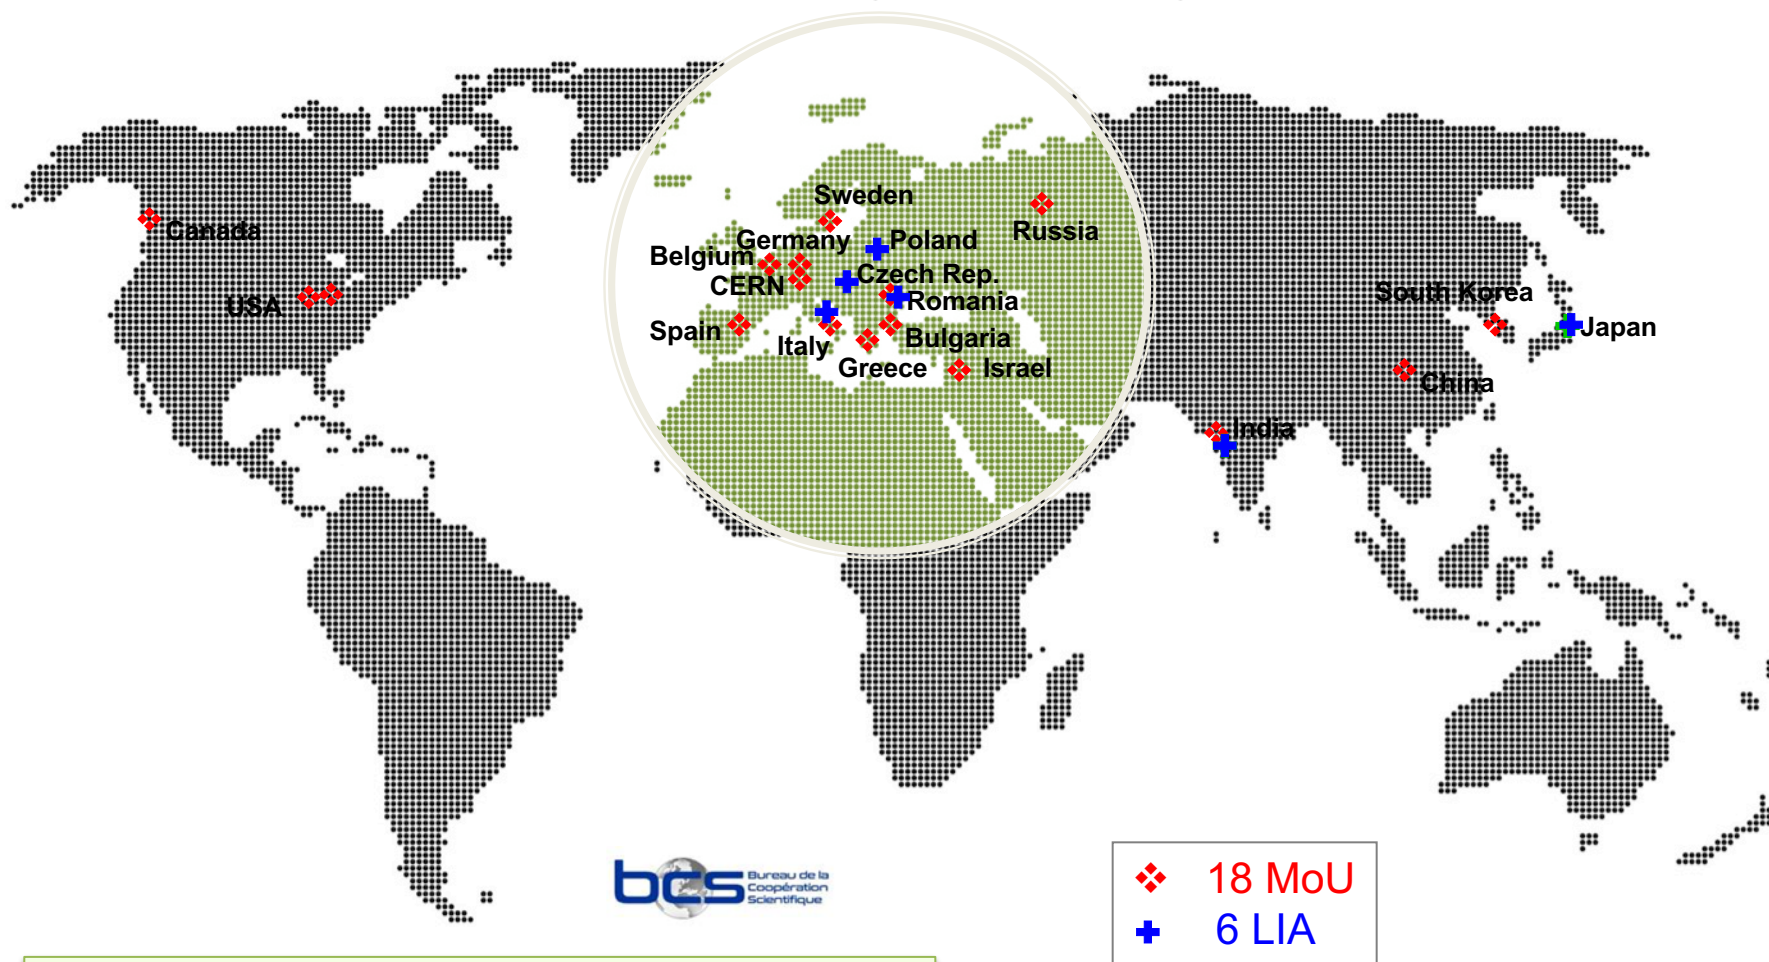 Sweden
Germany
Poland
Russia
Canada
Belgium
CERN
Czech Rep.
Romania
USA
South Korea
Spain
Italy
Bulgaria
Japan
Greece
Israel
China
India
bcs Bureau de la
Coopération
Scientifique
18 MoU
6 LIA